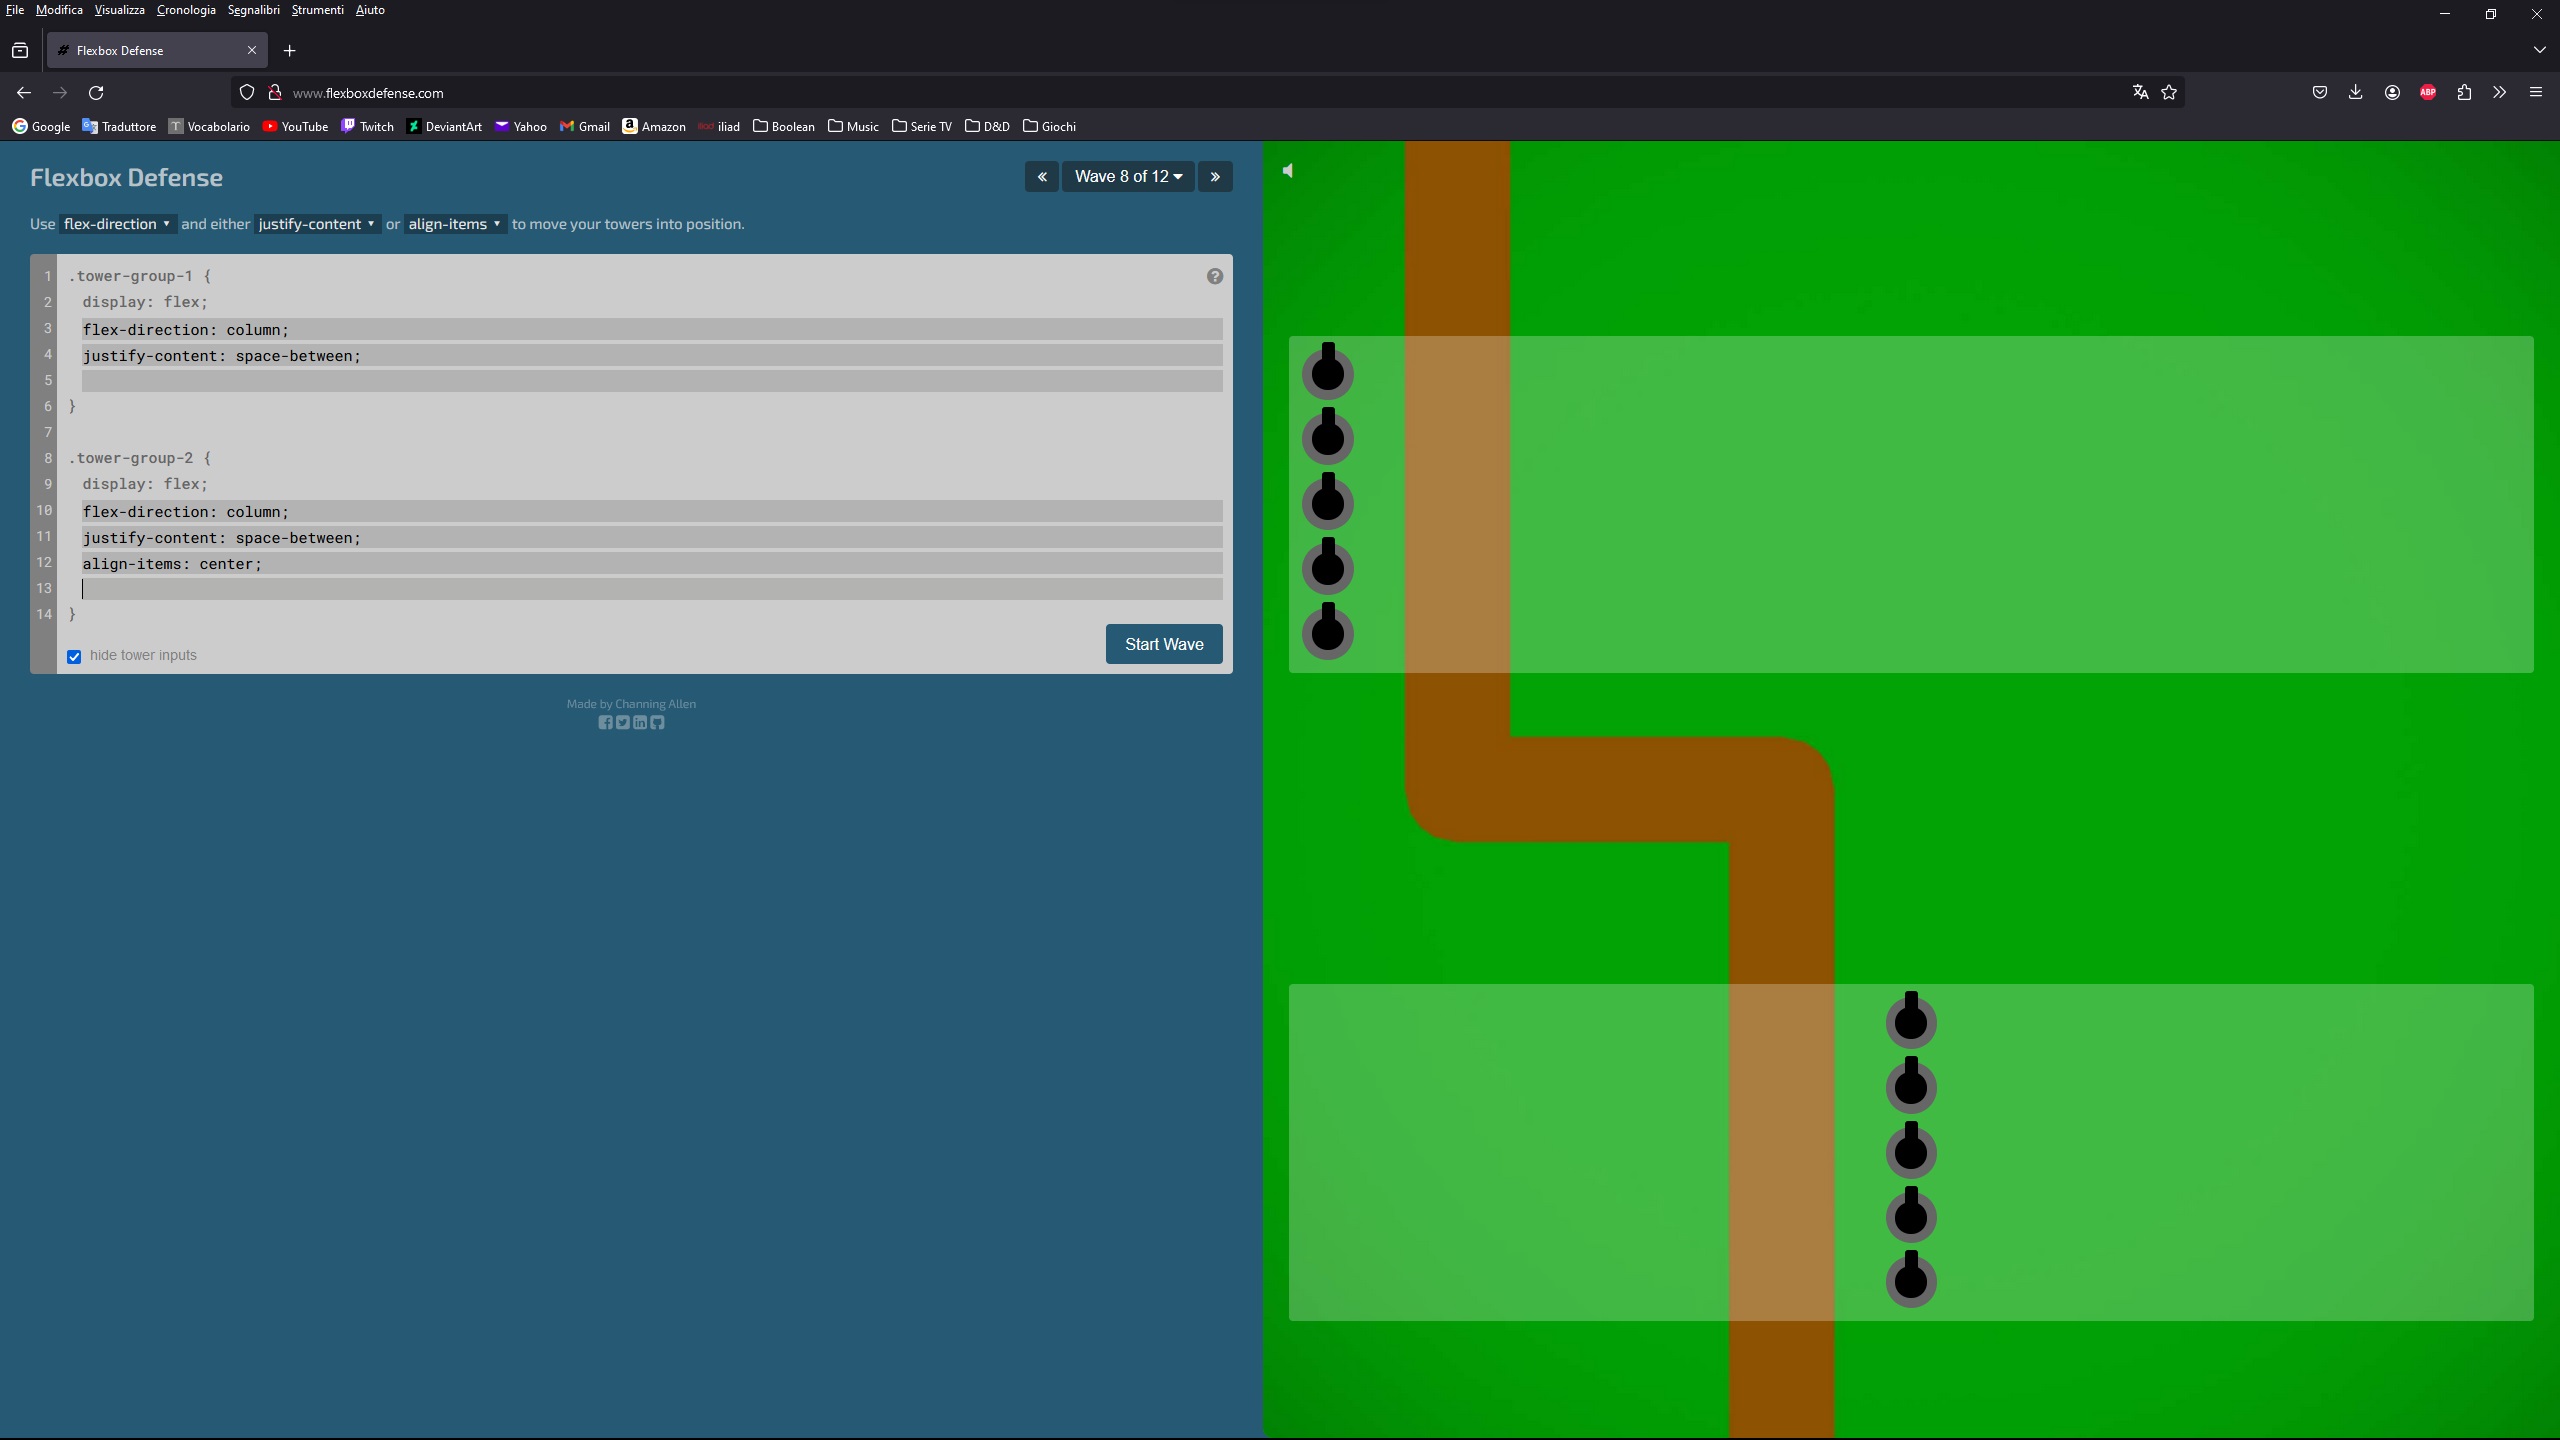 File Modifica Visualizza Cronologia Segnalibri Strumenti Aiuto
Flexbox Defense
www.flexboxdefense.com
ABP
Google Traduttore Vocabolario YouTube Twitch DeviantArt Yahoo Gmail Amazon iliad iliad Boolean Music Serie TV D&D Giochi
Flexbox Defense
« Wave 8 of 12 »
Use flex-direction and either justify-content or align-items to move your towers into position.
1 .tower-group-1 {
2 display: flex;
3 flex-direction: column;
4 justify-content: space-between;
5
6 }
7
8 .tower-group-2 {
9 display: flex;
10 flex-direction: column;
11 justify-content: space-between;
12 align-items: center;
13
14 }
hide tower inputs
Start Wave
Made by Channing Allen